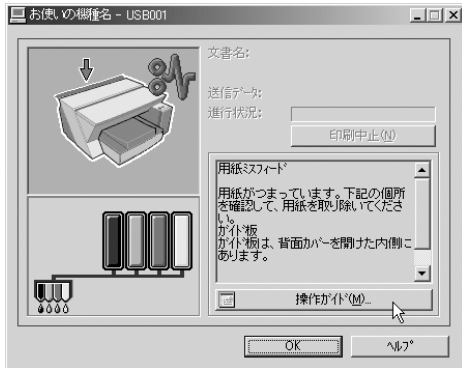 お使いの機種名 - USB001
文書名:
送信ﾃﾞｰﾀ:
進行状況:
印刷中止(N)
用紙ﾐｽﾌｨｰﾄﾞ
用紙がつまっています。下記の個所
を確認して、用紙を取り除いてくださ
い。
ｶﾞｲﾄﾞ板
ｶﾞｲﾄﾞ板は、背面ｶﾊﾞｰを開けた内側に
あります。
操作ｶﾞｲﾄﾞ(M)...
OK
ﾍﾙﾌﾟ